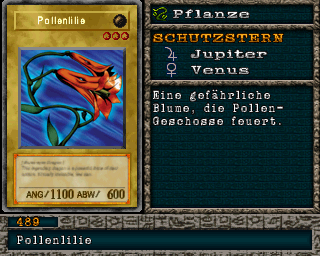 Pollenlilie
ANG/ 1100 ABW/ 600
Pflanze
SCHUTZSTERN
Jupiter
Venus
Eine gefährliche
Blume, die Pollen-
Geschosse feuert.
489
Pollenlilie